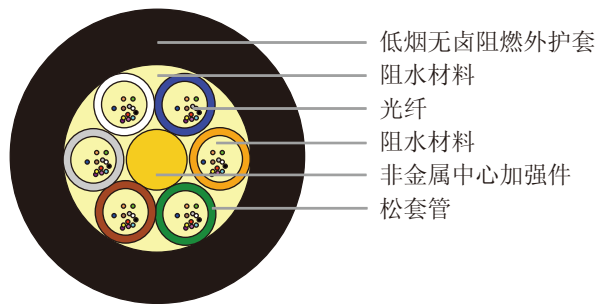 低烟无卤阻燃外护套
阻水材料
光纤
阻水材料
非金属中心加强件
松套管